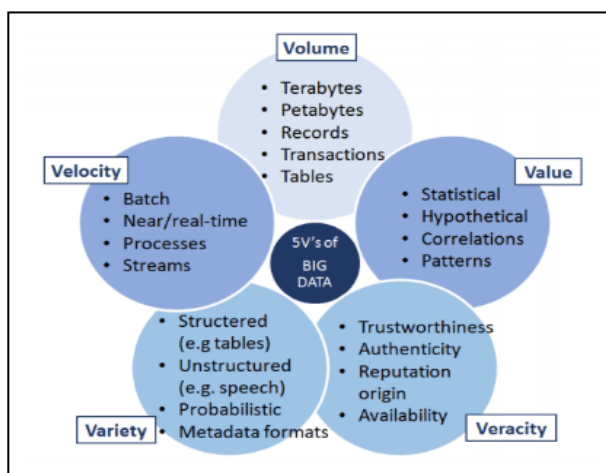 Volume
• Terabytes
• Petabytes
• Records
• Transactions
• Tables
Velocity
• Batch
• Near/real-time
• Processes
• Streams
Value
• Statistical
• Hypothetical
• Correlations
• Patterns
5V's of
BIG
DATA
• Structered
(e.g tables)
• Unstructured
(e.g. speech)
• Probabilistic
• Metadata formats
Variety
• Trustworthiness
• Authenticity
• Reputation
origin
• Availability
Veracity